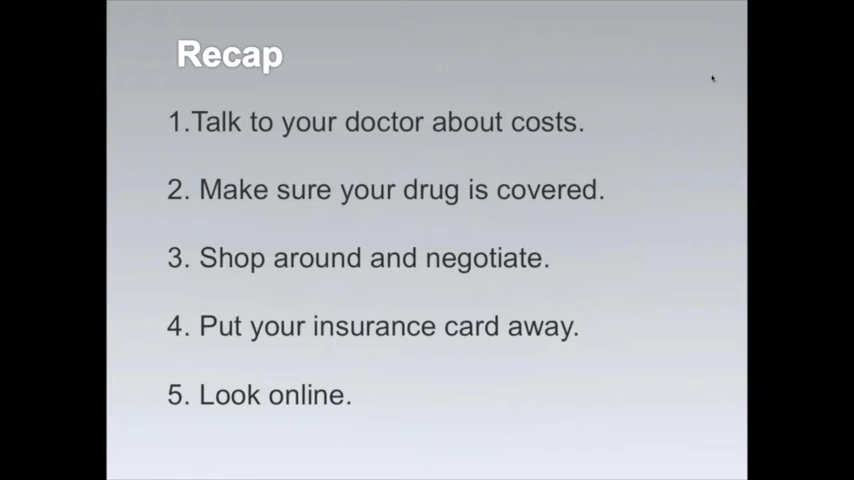 Recap
1.Talk to your doctor about costs.
2. Make sure your drug is covered.
3. Shop around and negotiate.
4. Put your insurance card away.
5. Look online.